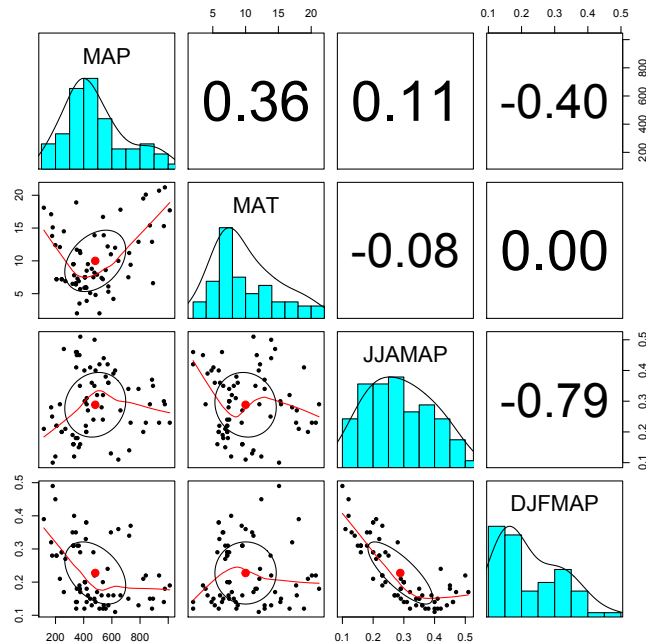 5 10 15 20 0.1 0.2 0.3 0.4 0.5
MAP 0.36 0.11 -0.40
200 400 600 800
5 10 15 20
MAT -0.08 0.00
JJAMAP -0.79
0.1 0.2 0.3 0.4 0.5
0.1 0.2 0.3 0.4 0.5
DJFMAP
200 400 600 800 0.1 0.2 0.3 0.4 0.5